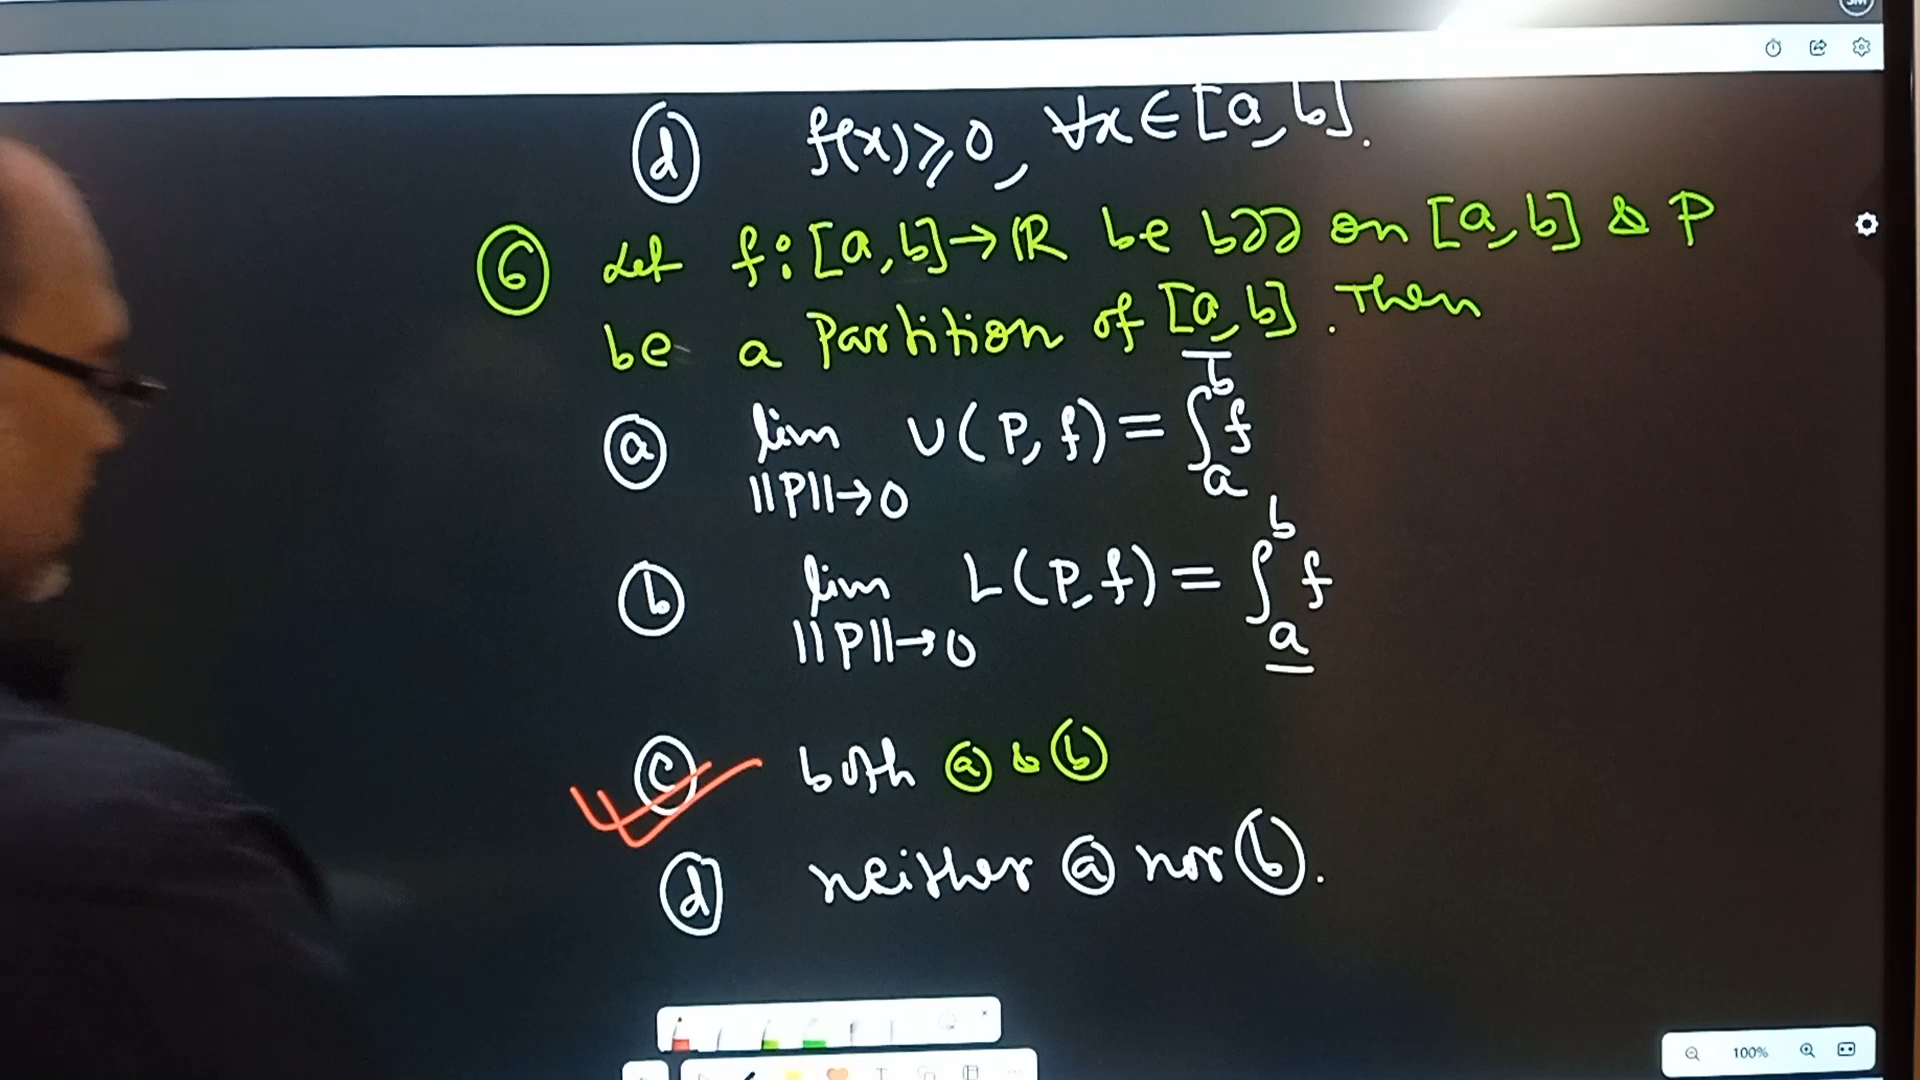 SM
(d) f(x) ≥ 0, ∀x ∈ [a, b].
(6) Let f : [a, b] → ℝ be bdd on [a, b] & P
be a Partition of [a, b]. Then
(a) lim U(P, f) = ∫ₐᵇ̅ f
||P||→0
(b) lim L(P, f) = ∫ₐ̲ᵇ f
||P||→0
(c) both (a) & (b)
(d) neither (a) nor (b).
T
100%